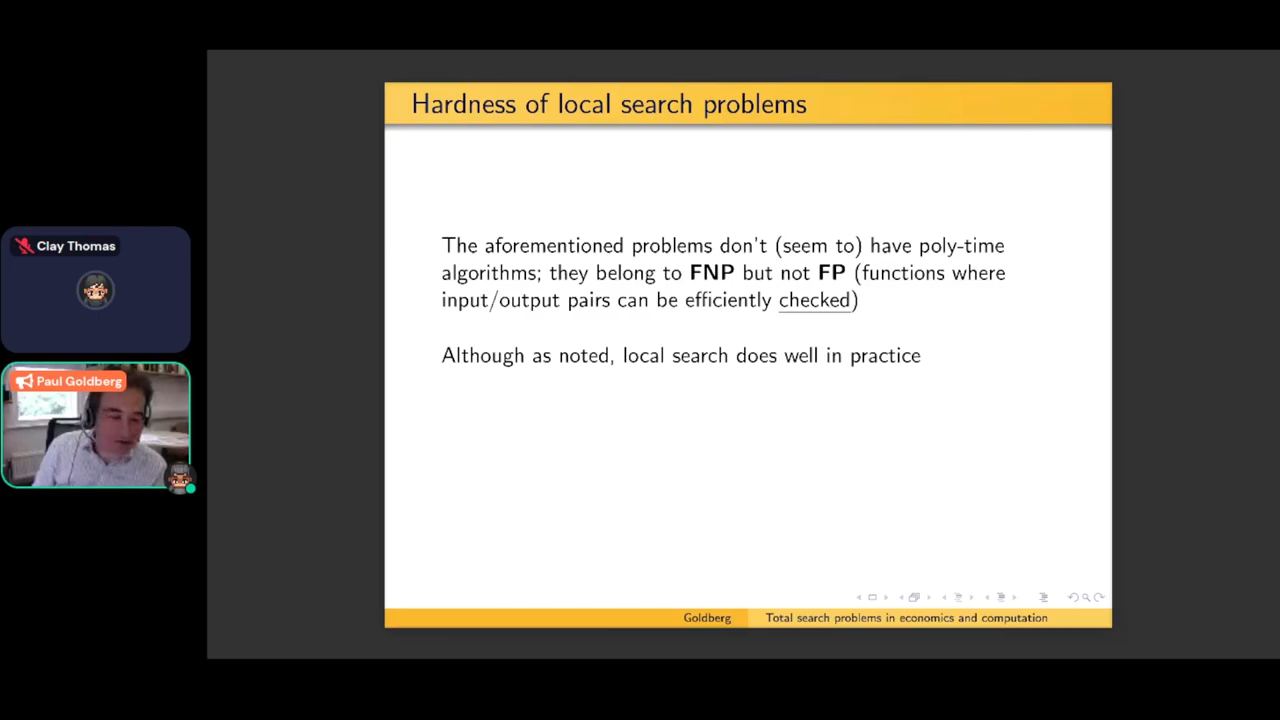 Hardness of local search problems
Clay Thomas
Paul Goldberg
The aforementioned problems don't (seem to) have poly-time
algorithms; they belong to FNP but not FP (functions where
input/output pairs can be efficiently checked)
Although as noted, local search does well in practice
Goldberg
Total search problems in economics and computation